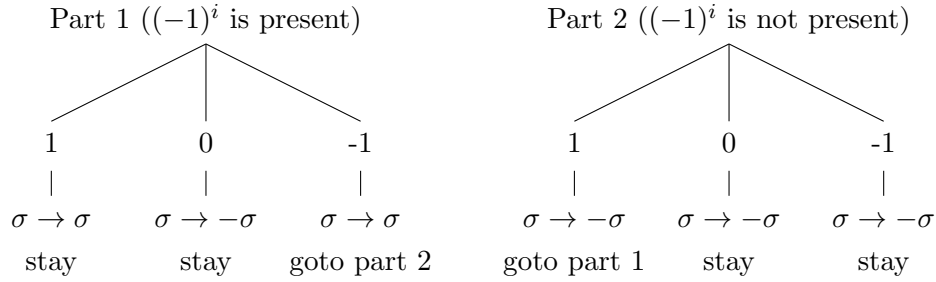 Part 1 ((−1)^i is present)
1 0 -1
σ → σ σ → −σ σ → σ
stay stay goto part 2
Part 2 ((−1)^i is not present)
1 0 -1
σ → −σ σ → −σ σ → −σ
goto part 1 stay stay